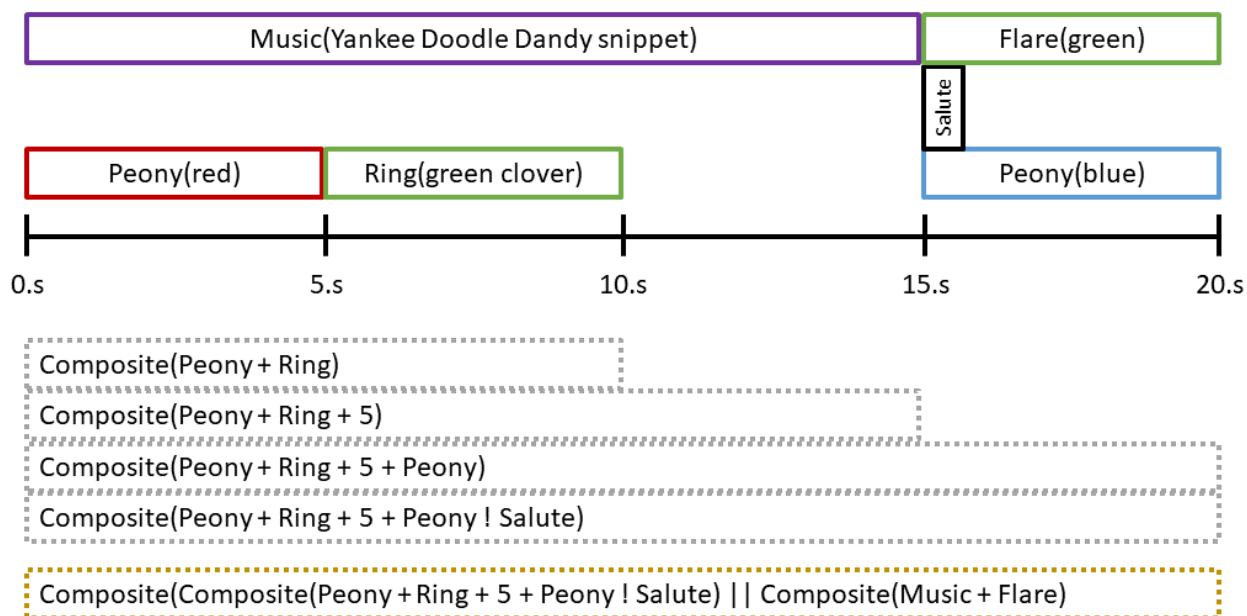 Music(Yankee Doodle Dandy snippet)
Flare(green)
Salute
Peony(red)
Ring(green clover)
Peony(blue)
0.s
5.s
10.s
15.s
20.s
Composite(Peony + Ring)
Composite(Peony + Ring + 5)
Composite(Peony + Ring + 5 + Peony)
Composite(Peony + Ring + 5 + Peony ! Salute)
Composite(Composite(Peony + Ring + 5 + Peony ! Salute) || Composite(Music + Flare)